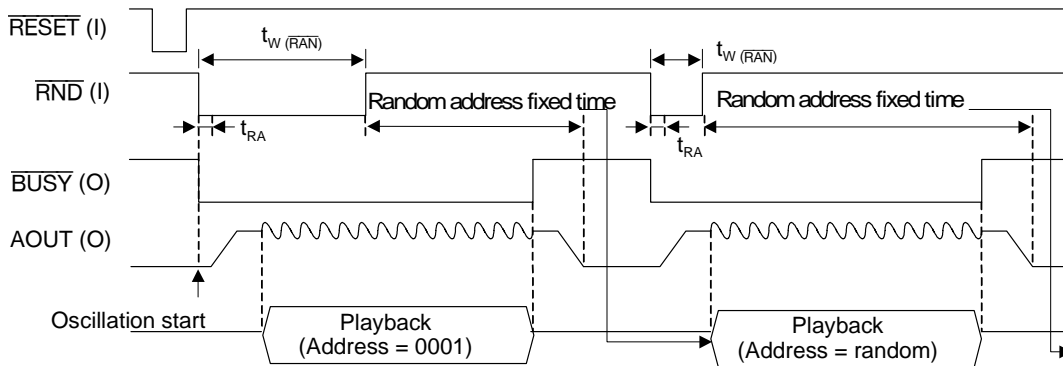 RESET (I)
tW (RAN)
tW (RAN)
RND (I)
Random address fixed time
Random address fixed time
tRA
tRA
BUSY (O)
AOUT (O)
Oscillation start
Playback
(Address = 0001)
Playback
(Address = random)